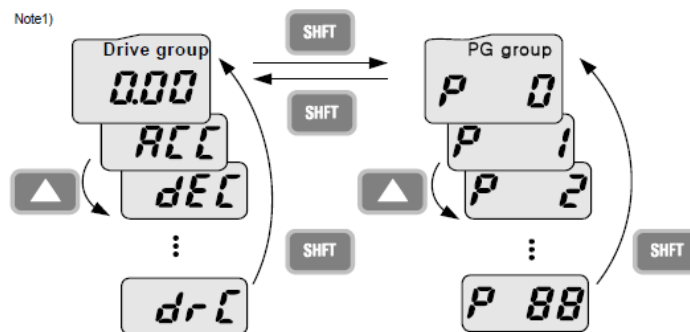 Note1)
SHFT
Drive group
PG group
0.00
P 0
SHFT
ACC
P 1
dEC
P 2
SHFT
SHFT
drC
P 88